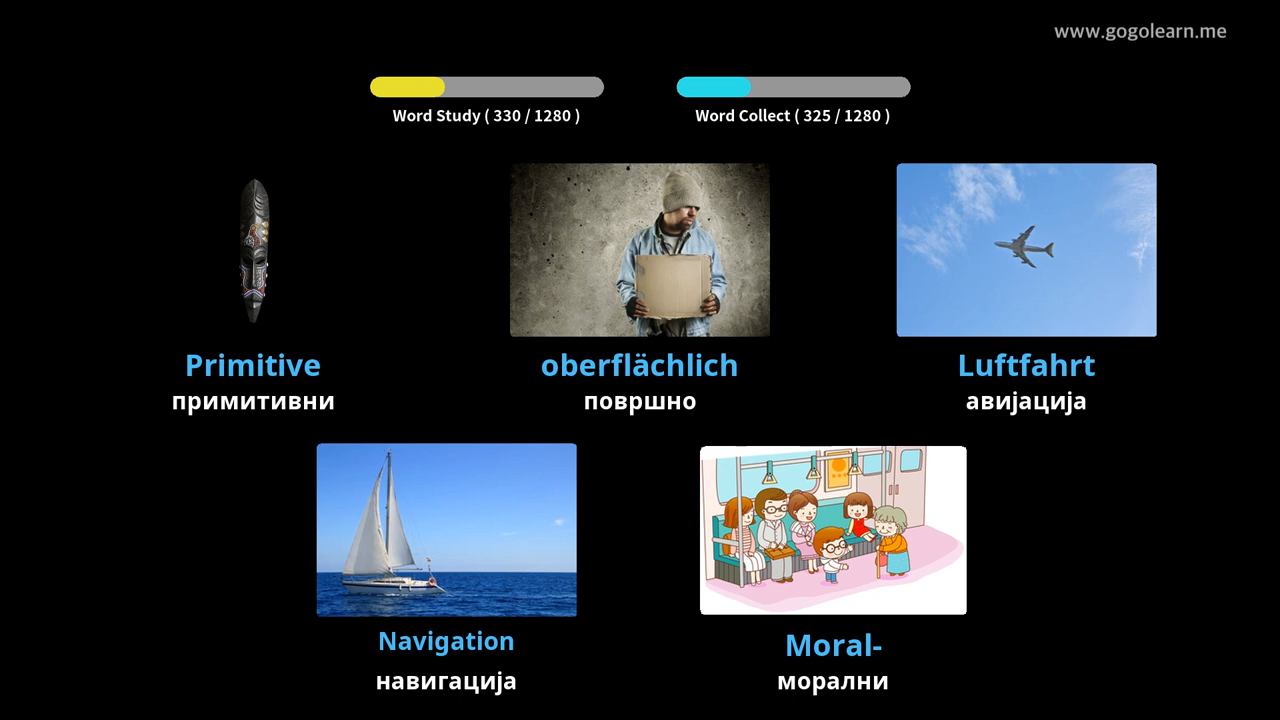 www.gogolearn.me
Word Study ( 330 / 1280 )
Word Collect ( 325 / 1280 )
Primitive
примитивни
oberflächlich
површно
Luftfahrt
авијација
Navigation
навигација
Moral-
морални